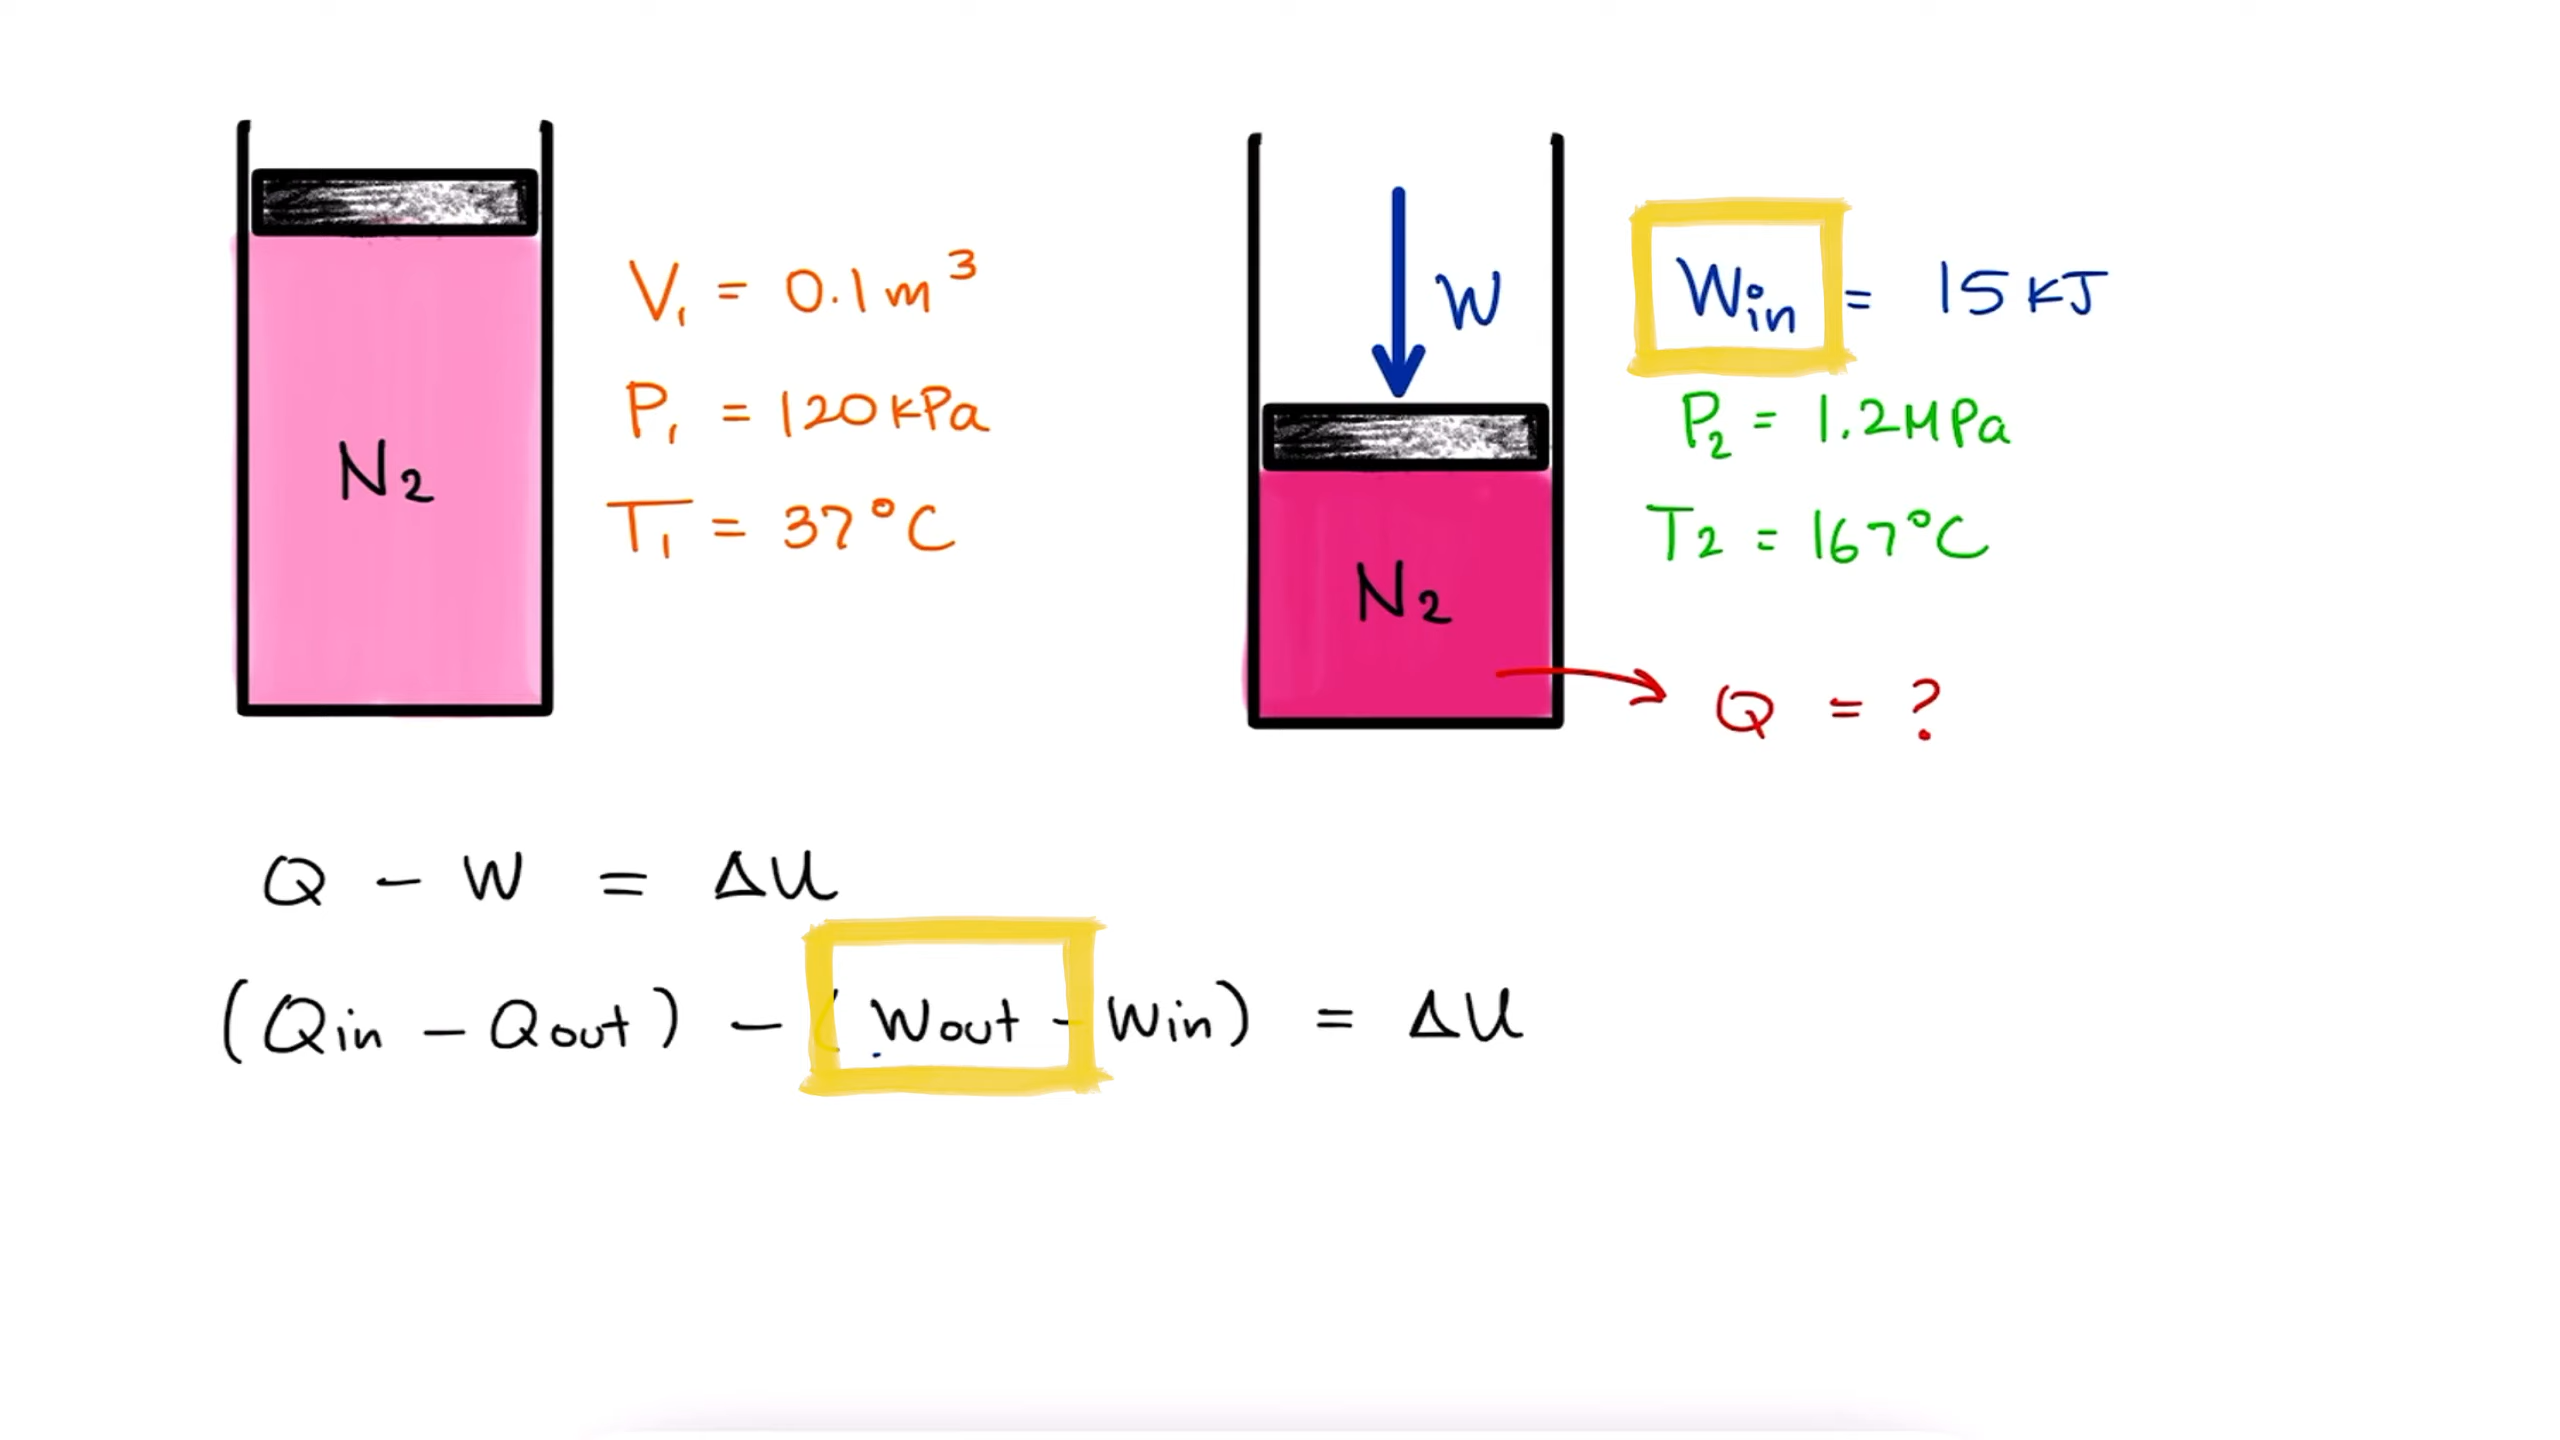 V₁ = 0.1 m³
P₁ = 120 kPa
T₁ = 37°C
N₂
W
Win = 15 kJ
P₂ = 1.2 MPa
T2 = 167°C
N₂
Q = ?
Q - W = ΔU
(Qin - Qout) - (Wout - Win) = ΔU